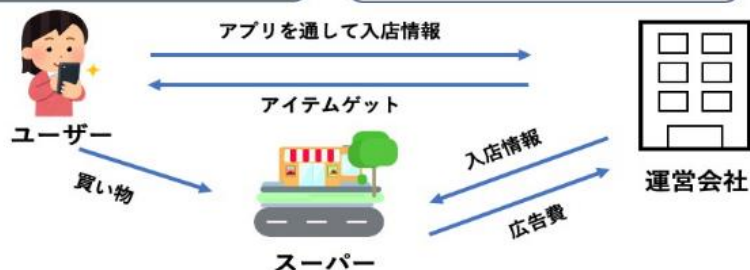 アプリを通して入店情報
アイテムゲット
ユーザー
買い物
入店情報
広告費
運営会社
スーパー